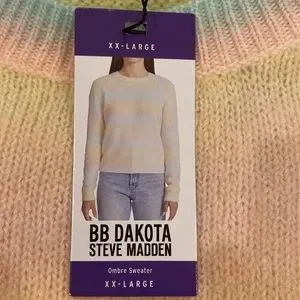 XX-LARGE
BB DAKOTA
STEVE MADDEN
Ombre Sweater
XX-LARGE